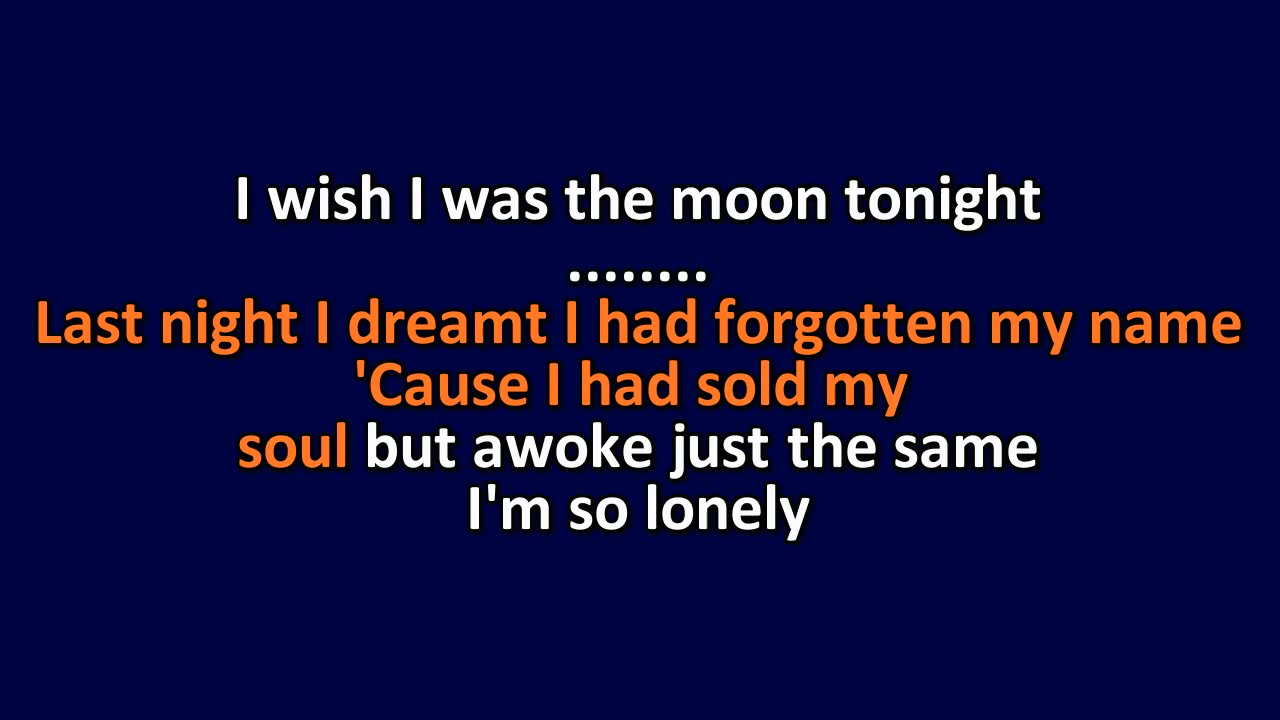 I wish I was the moon tonight
........
Last night I dreamt I had forgotten my name
'Cause I had sold my
soul but awoke just the same
I'm so lonely